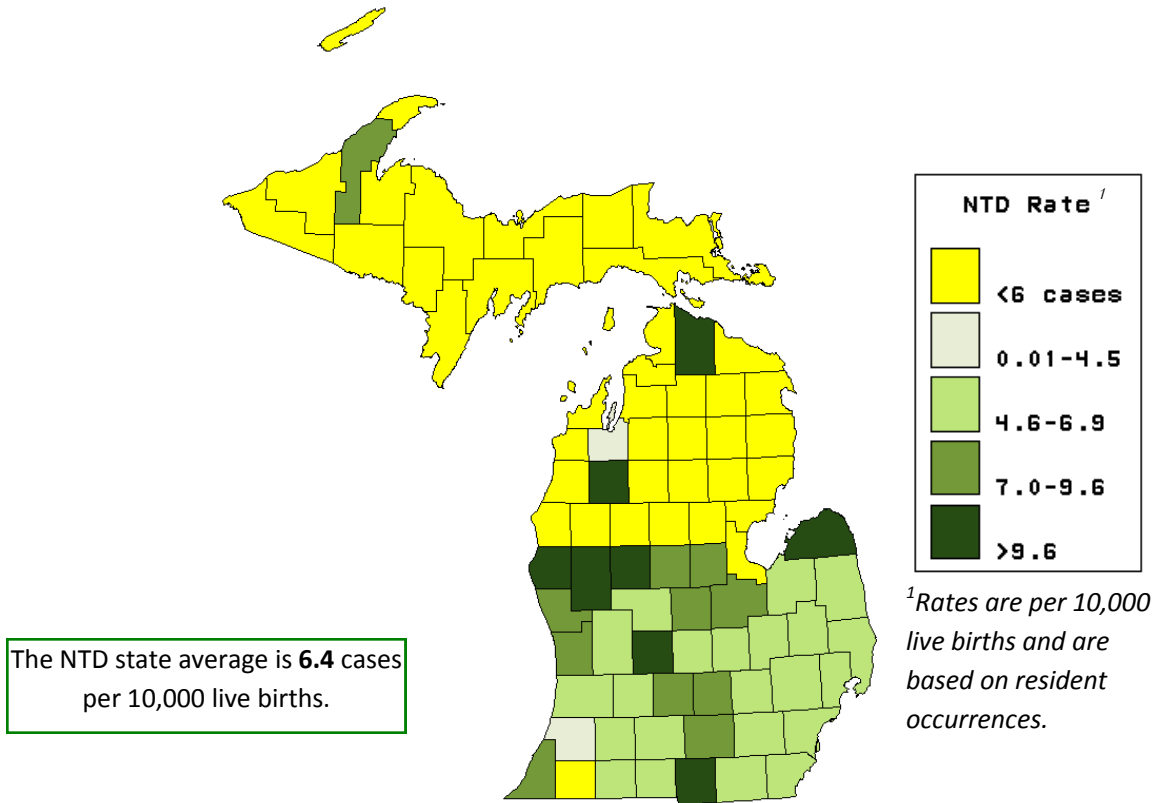 NTD Rate 1
<6 cases
0.01-4.5
4.6-6.9
7.0-9.6
>9.6
1Rates are per 10,000
live births and are
based on resident
occurrences.
The NTD state average is 6.4 cases
per 10,000 live births.